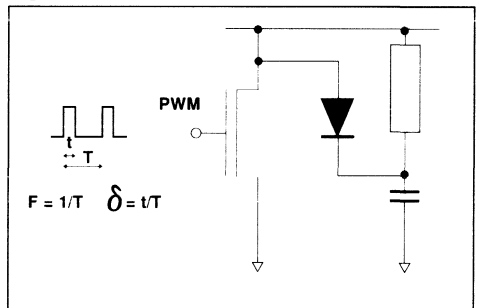 PWM
t
T
F = 1/T δ = t/T